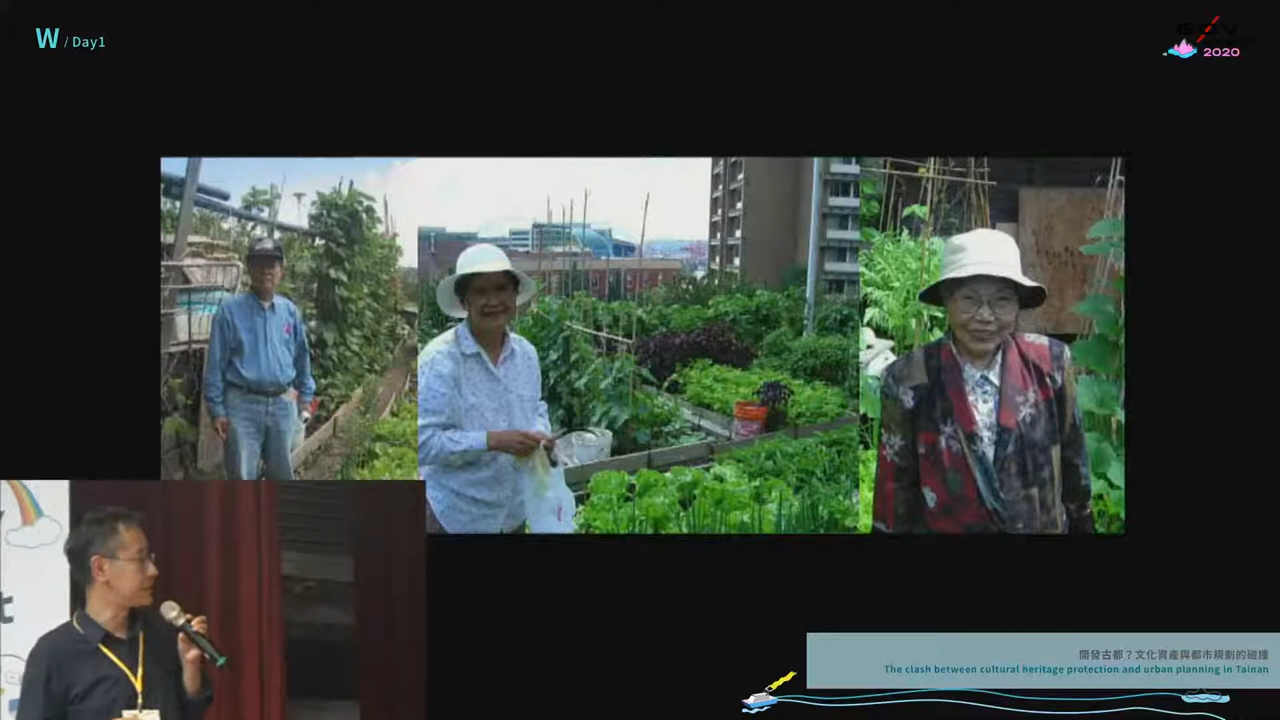 W / Day1
2020
開發古都？文化資產與都市規劃的碰撞
The clash between cultural heritage protection and urban planning in Tainan